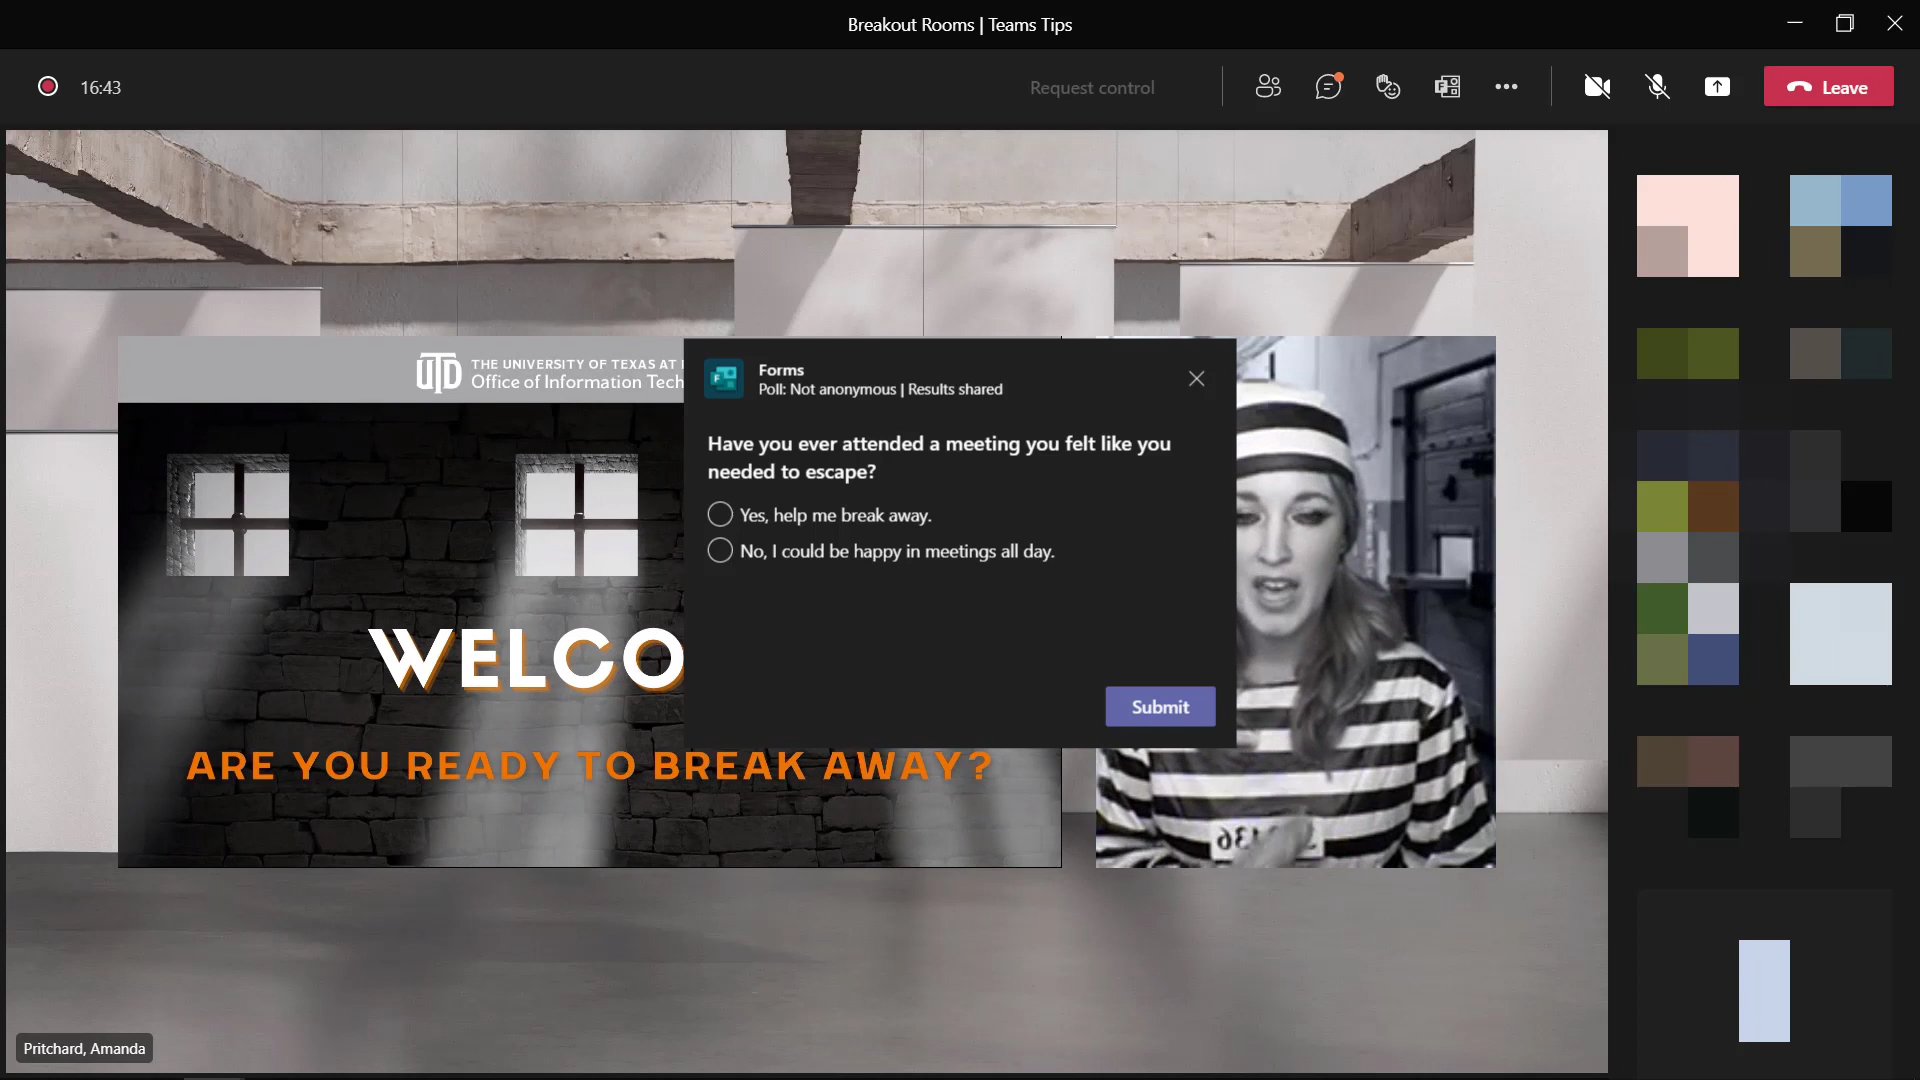 Breakout Rooms | Teams Tips
16:43
Request control
Leave
UTD
THE UNIVERSITY OF TEXAS AT
Office of Information Tech
Forms
Poll: Not anonymous | Results shared
Have you ever attended a meeting you felt like you
needed to escape?
Yes, help me break away.
No, I could be happy in meetings all day.
Submit
WELCO
ARE YOU READY TO BREAK AWAY?
Pritchard, Amanda